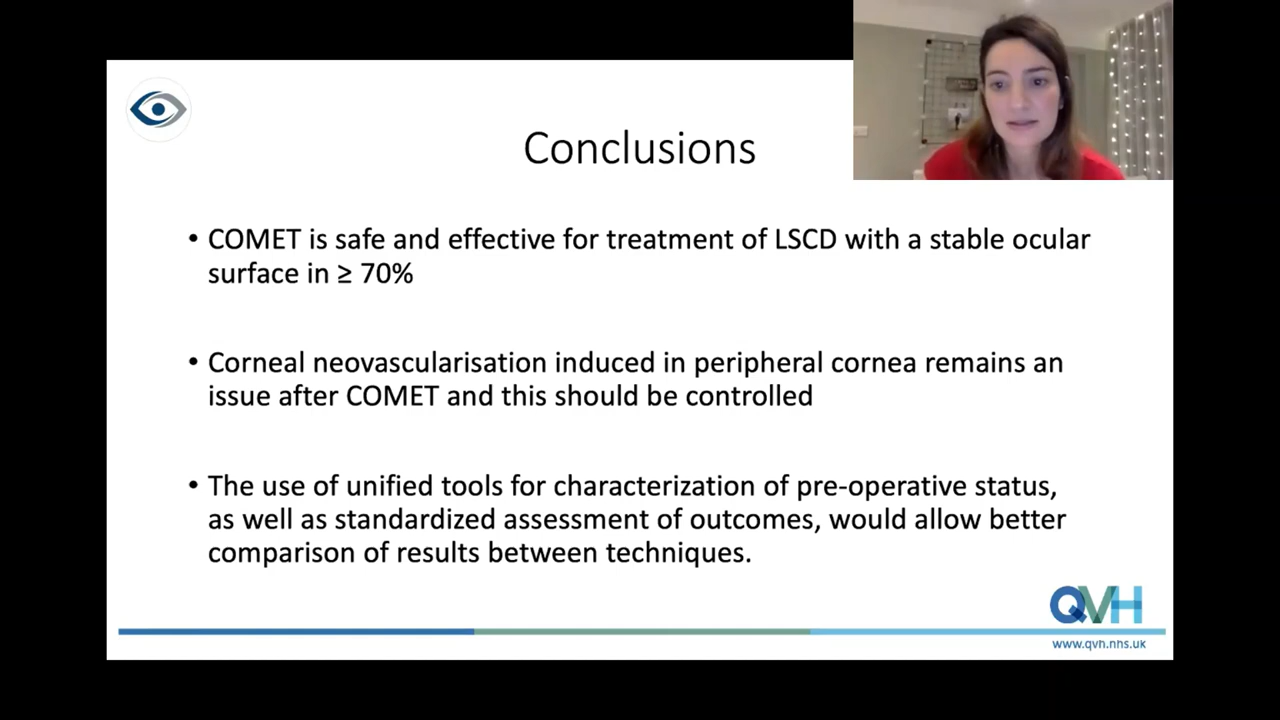 Conclusions
• COMET is safe and effective for treatment of LSCD with a stable ocular
surface in ≥ 70%
• Corneal neovascularisation induced in peripheral cornea remains an
issue after COMET and this should be controlled
• The use of unified tools for characterization of pre-operative status,
as well as standardized assessment of outcomes, would allow better
comparison of results between techniques.
QVH
www.qvh.nhs.uk